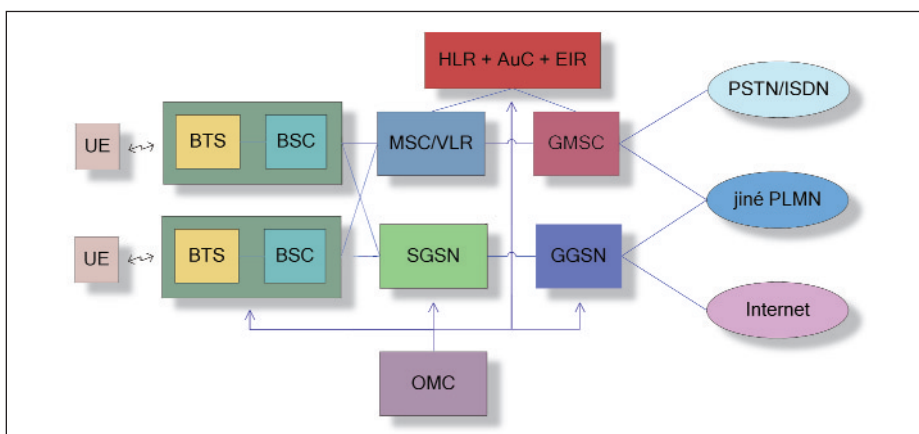 HLR + AuC + EIR
PSTN/ISDN
UE
BTS
BSC
MSC/VLR
GMSC
jiné PLMN
UE
BTS
BSC
SGSN
GGSN
Internet
OMC